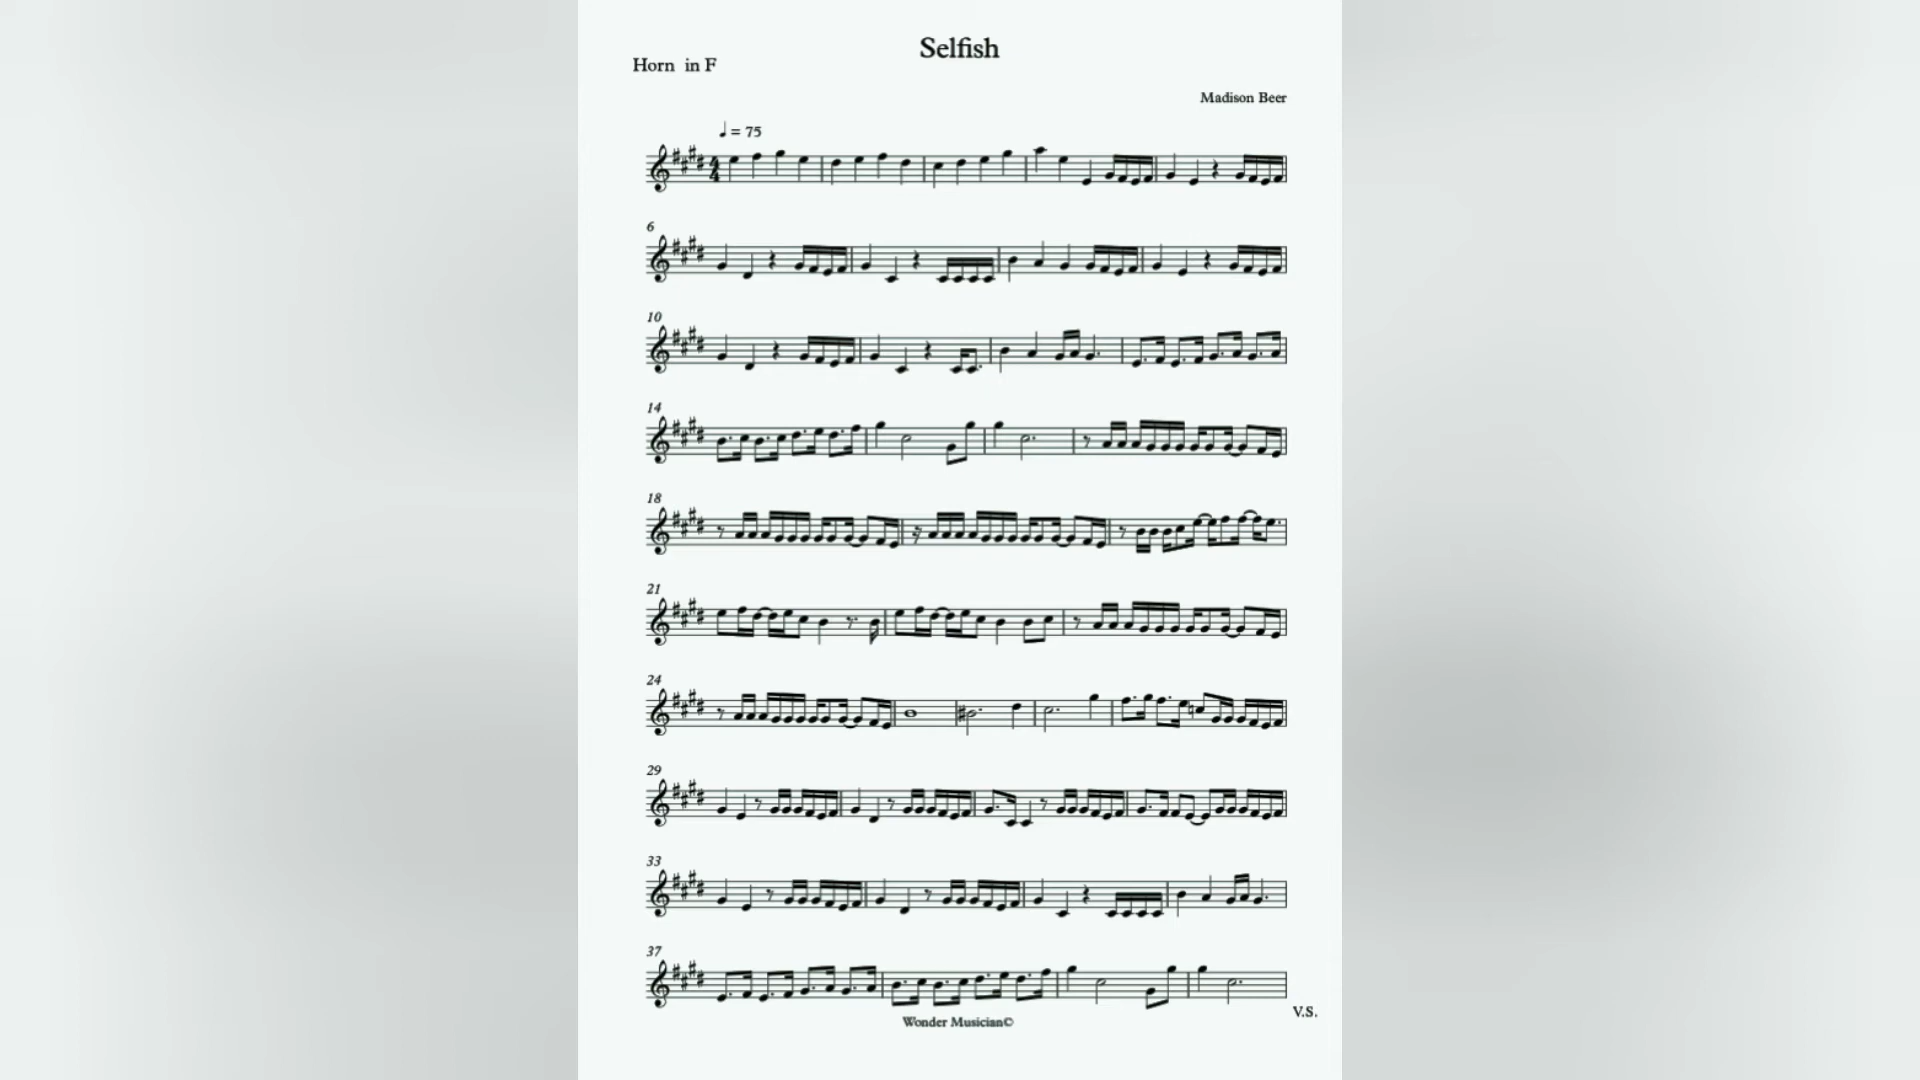 Selfish
Horn in F
Madison Beer
♩ = 75
6
10
14
18
21
24
29
33
37
V.S.
Wonder Musician©